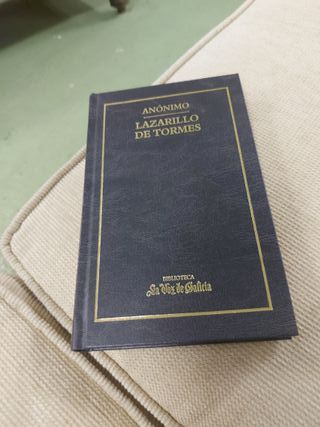 ANÓNIMO
LAZARILLO
DE TORMES
BIBLIOTECA
La Voz de Galicia